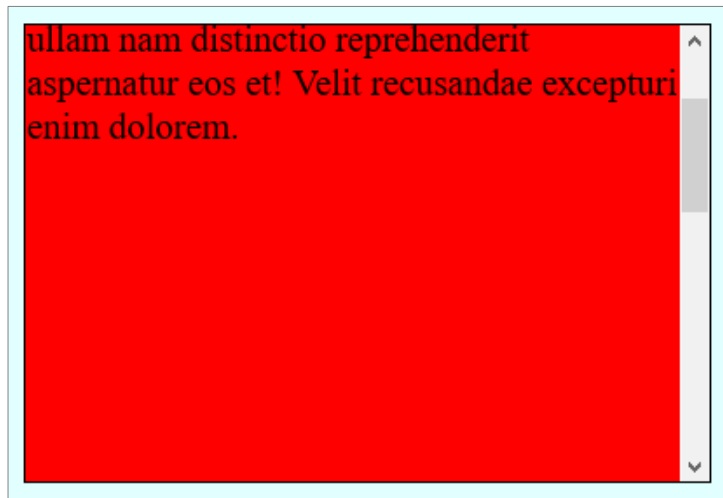 ullam nam distinctio reprehenderit
aspernatur eos et! Velit recusandae excepturi
enim dolorem.